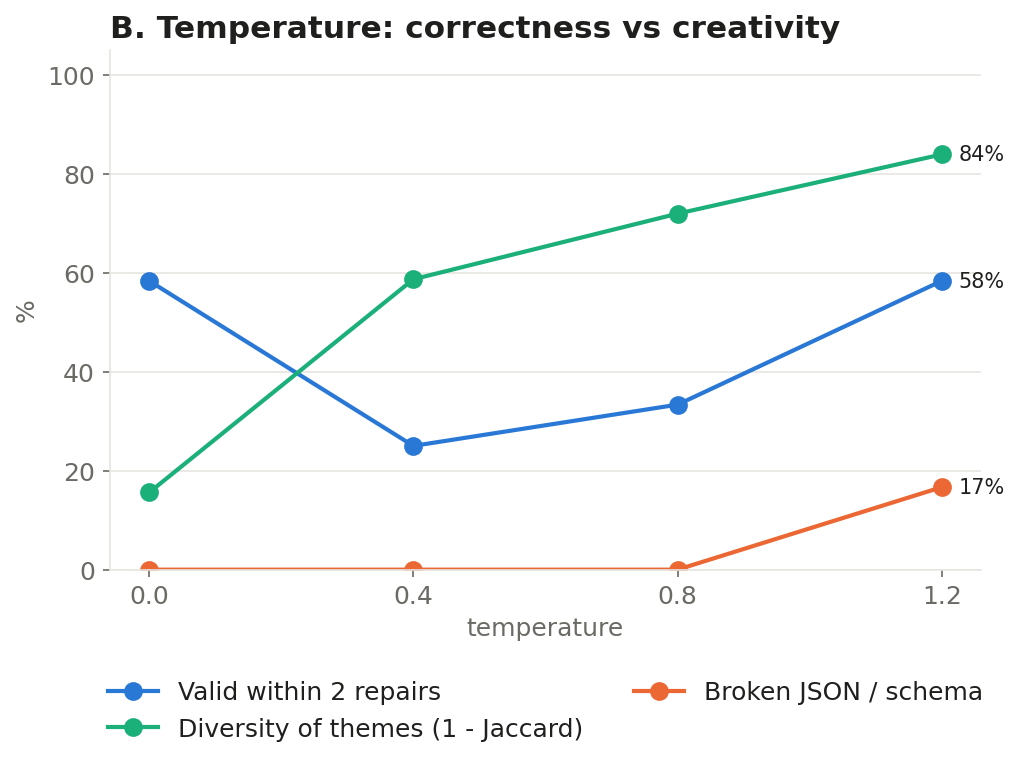 B. Temperature: correctness vs creativity
100
80
60
40
20
0
%
84%
58%
17%
0.0 0.4 0.8 1.2
temperature
Valid within 2 repairs
Diversity of themes (1 - Jaccard)
Broken JSON / schema